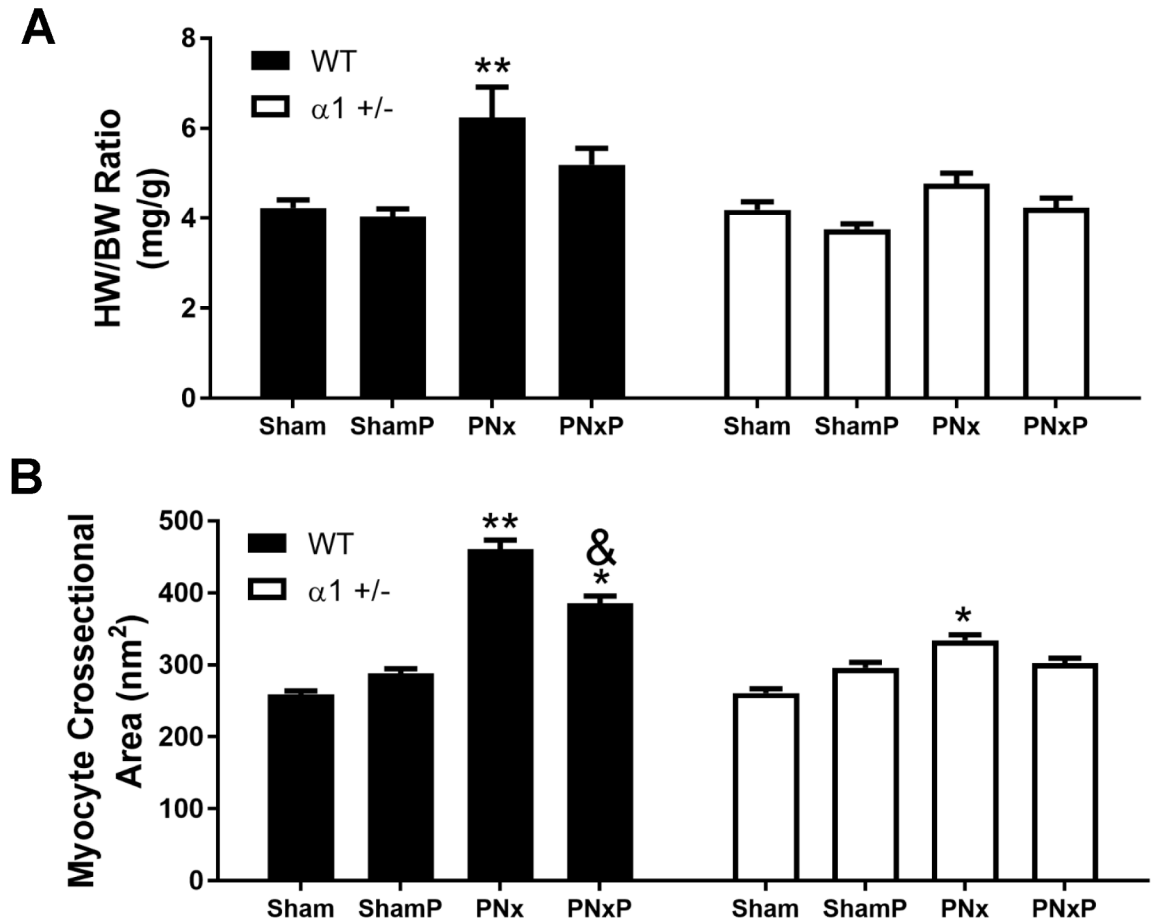 A
HW/BW Ratio
(mg/g)
8
6
4
2
0
WT
α1 +/-
**
Sham ShamP PNx PNxP Sham ShamP PNx PNxP
B
Myocyte Crossectional
Area (nm²)
500
400
300
200
100
0
WT
α1 +/-
**
&
*
*
Sham ShamP PNx PNxP Sham ShamP PNx PNxP